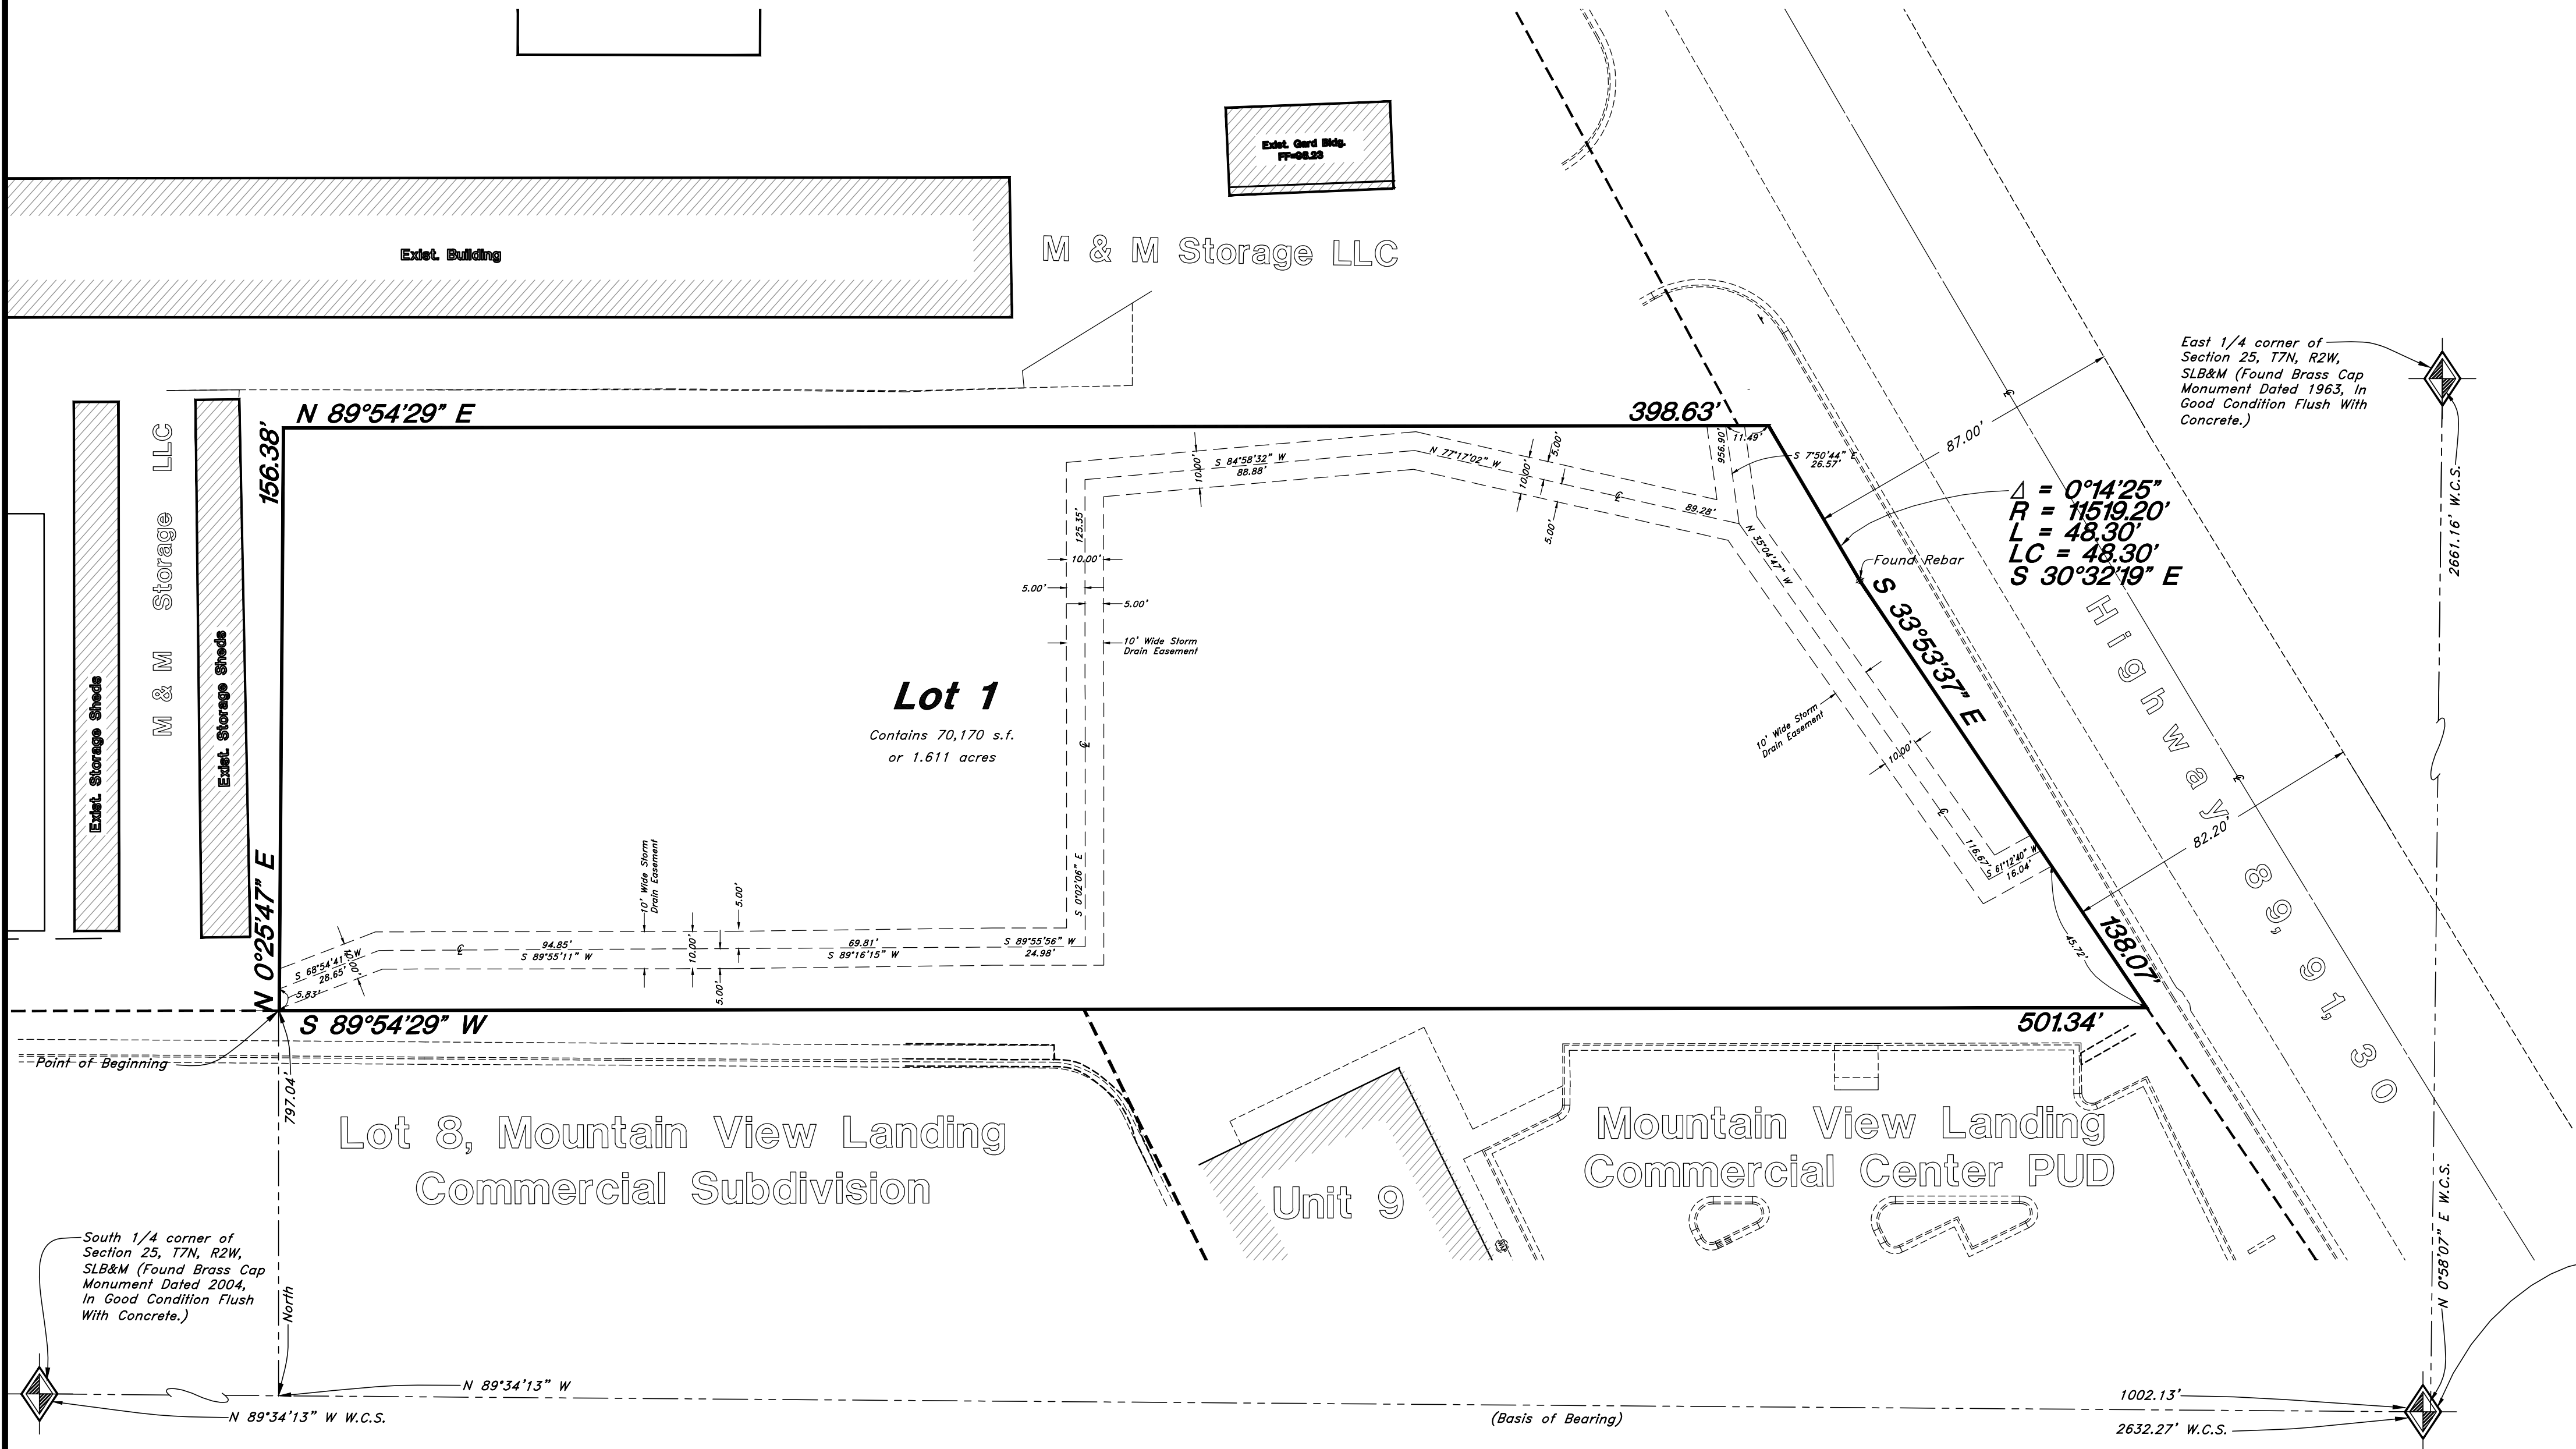 Exist. Gard Bldg.
FF=98.23
Exist. Building
M & M Storage LLC
East 1/4 corner of
Section 25, T7N, R2W,
SLB&M (Found Brass Cap
Monument Dated 1963, In
Good Condition Flush With
Concrete.)
N 89°54'29" E
398.63'
156.38'
N 0°25'47" E
M & M Storage LLC
Exist. Storage Sheds
Exist. Storage Sheds
956.90'
11.49'
S 7°50'44" E
26.57'
87.00'
Δ = 0°14'25"
R = 11519.20'
L = 48.30'
LC = 48.30'
S 30°32'19" E
2661.16' W.C.S.
10.00'
S 84°58'32" W
88.88'
N 77°17'02" W
10.00'
5.00'
5.00'
89.28'
N 35°04'47" W
Found Rebar
S 33°53'37" E
125.35'
10.00'
5.00'
5.00'
10' Wide Storm
Drain Easement
Highway 89, 91, 30
Lot 1
Contains 70,170 s.f.
or 1.611 acres
10' Wide Storm
Drain Easement
10.00'
82.20'
116.67'
S 61°12'40" W
16.04'
45.72'
138.07'
S 0°02'06" E
10' Wide Storm
Drain Easement
5.00'
10.00'
5.00'
S 68°54'41" W
28.65'
10.00'
5.83'
94.85'
S 89°55'11" W
69.81'
S 89°16'15" W
S 89°55'56" W
24.98'
S 89°54'29" W
501.34'
Point of Beginning
797.04'
Lot 8, Mountain View Landing
Commercial Subdivision
Unit 9
Mountain View Landing
Commercial Center PUD
South 1/4 corner of
Section 25, T7N, R2W,
SLB&M (Found Brass Cap
Monument Dated 2004,
In Good Condition Flush
With Concrete.)
North
N 0°58'07" E W.C.S.
N 89°34'13" W
N 89°34'13" W W.C.S.
(Basis of Bearing)
1002.13'
2632.27' W.C.S.